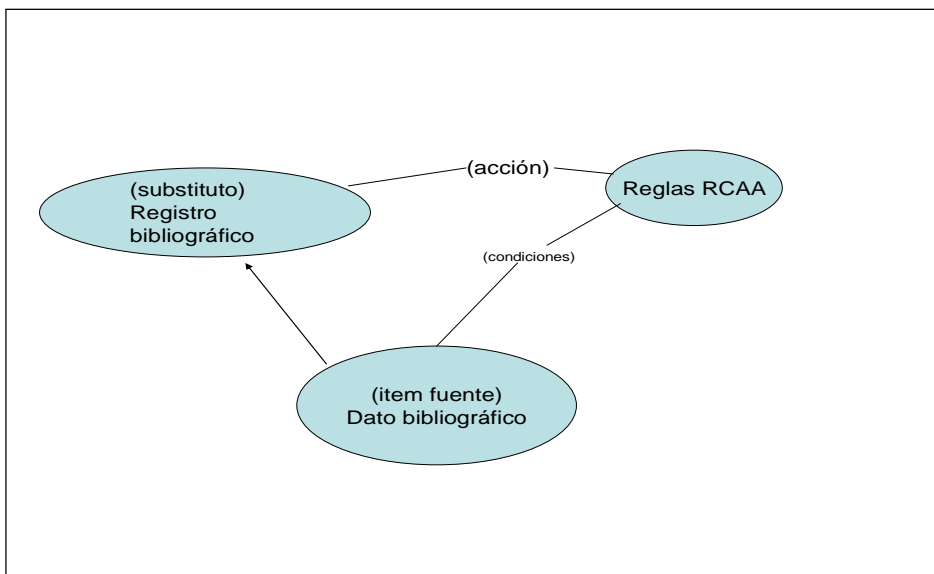 (acción)
(substituto)
Registro
bibliográfico
Reglas RCAA
(condiciones)
(item fuente)
Dato bibliográfico